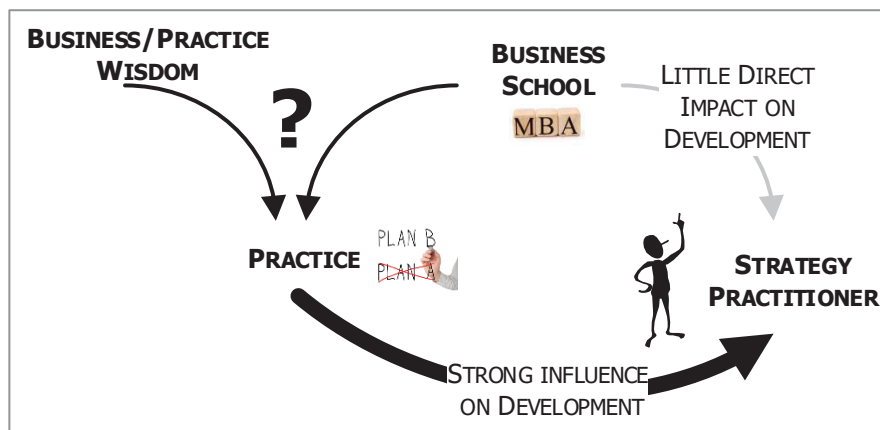 BUSINESS/PRACTICE
WISDOM
?
BUSINESS
SCHOOL
MBA
LITTLE DIRECT
IMPACT ON
DEVELOPMENT
PRACTICE
PLAN B
PLAN A
STRATEGY
PRACTITIONER
STRONG INFLUENCE
ON DEVELOPMENT